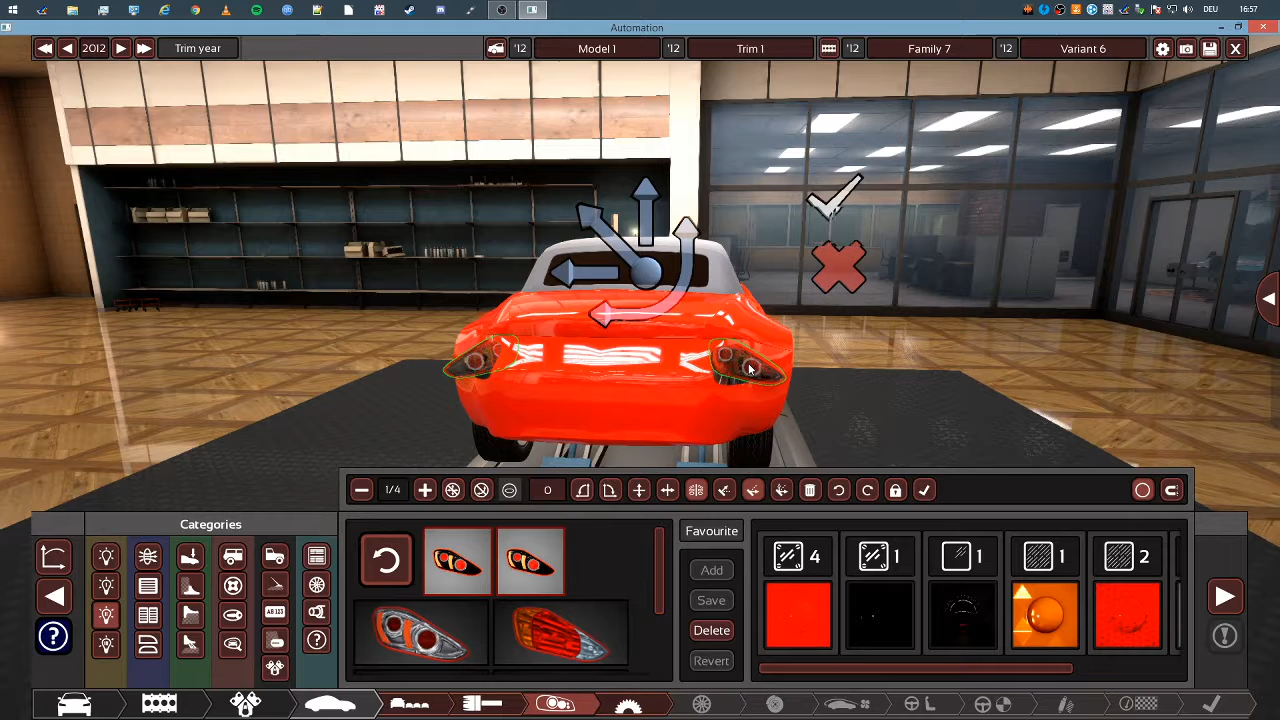 DEU 16:57
Automation
2012 Trim year '12 Model 1 '12 Trim 1 '12 Family 7 '12 Variant 6
1/4 0
Categories
Favourite
4 1 1 1 2
Add
AB 123
Save
Delete
Revert